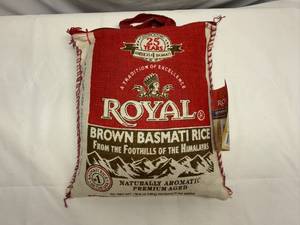 25
YEARS
A TRADITION OF EXCELLENCE
ROYAL®
BROWN BASMATI RICE
FROM THE FOOTHILLS OF THE HIMALAYAS
NATURALLY AROMATIC
PREMIUM AGED